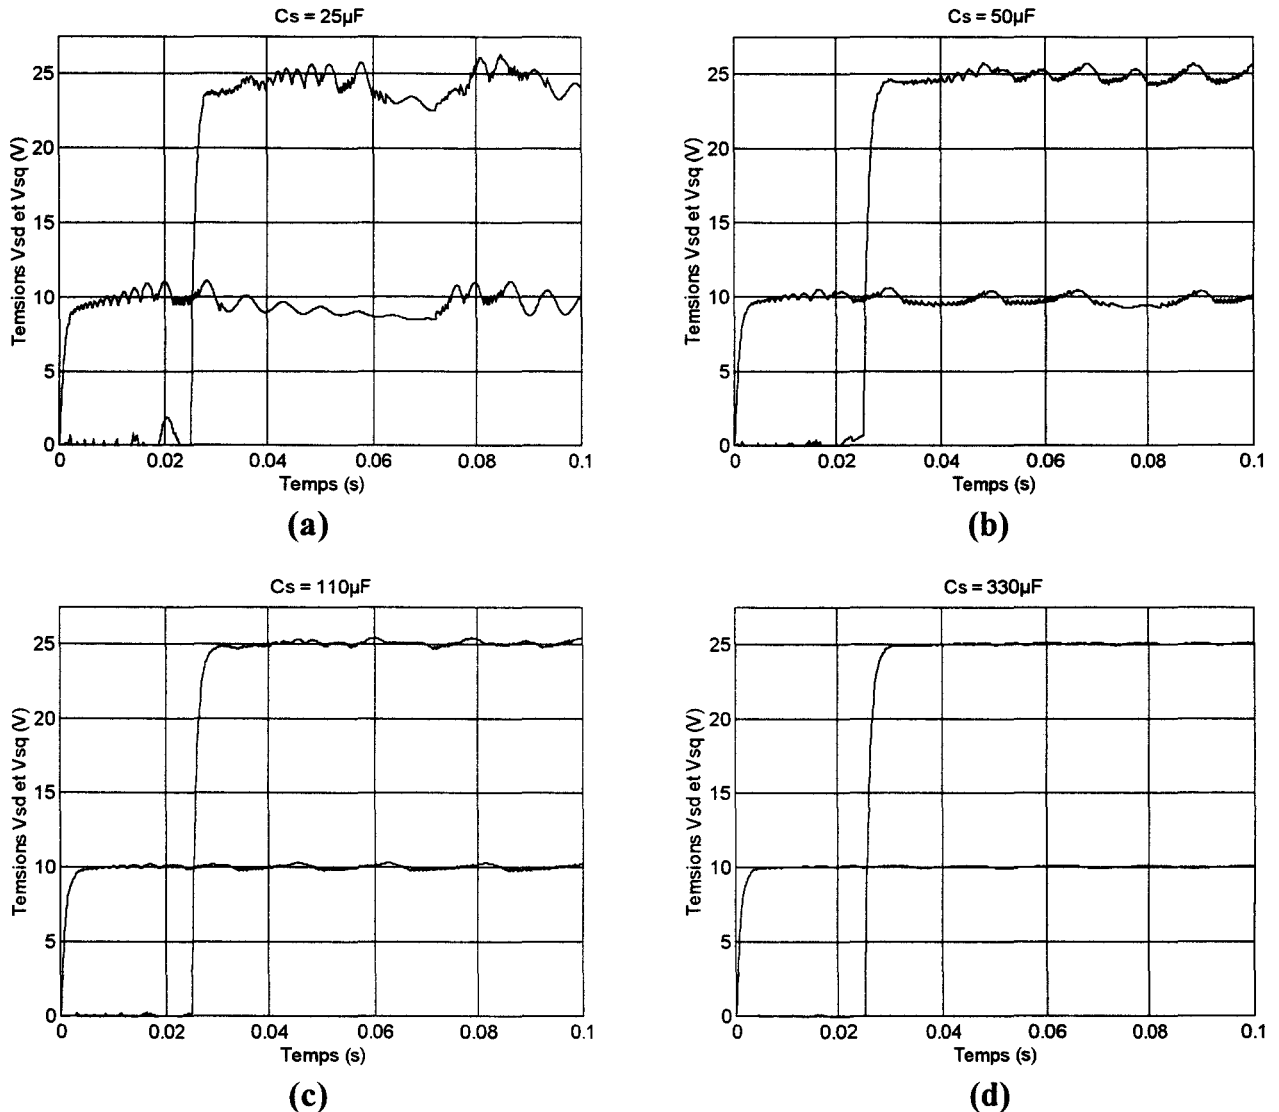 Cs = 25µF
Temsions Vsd et Vsq (V)
25
20
15
10
5
0
0 0.02 0.04 0.06 0.08 0.1
Temps (s)
(a)
Cs = 50µF
Temsions Vsd et Vsq (V)
25
20
15
10
5
0
0 0.02 0.04 0.06 0.08 0.1
Temps (s)
(b)
Cs = 110µF
Temsions Vsd et Vsq (V)
25
20
15
10
5
0
0 0.02 0.04 0.06 0.08 0.1
Temps (s)
(c)
Cs = 330µF
Temsions Vsd et Vsq (V)
25
20
15
10
5
0
0 0.02 0.04 0.06 0.08 0.1
Temps (s)
(d)